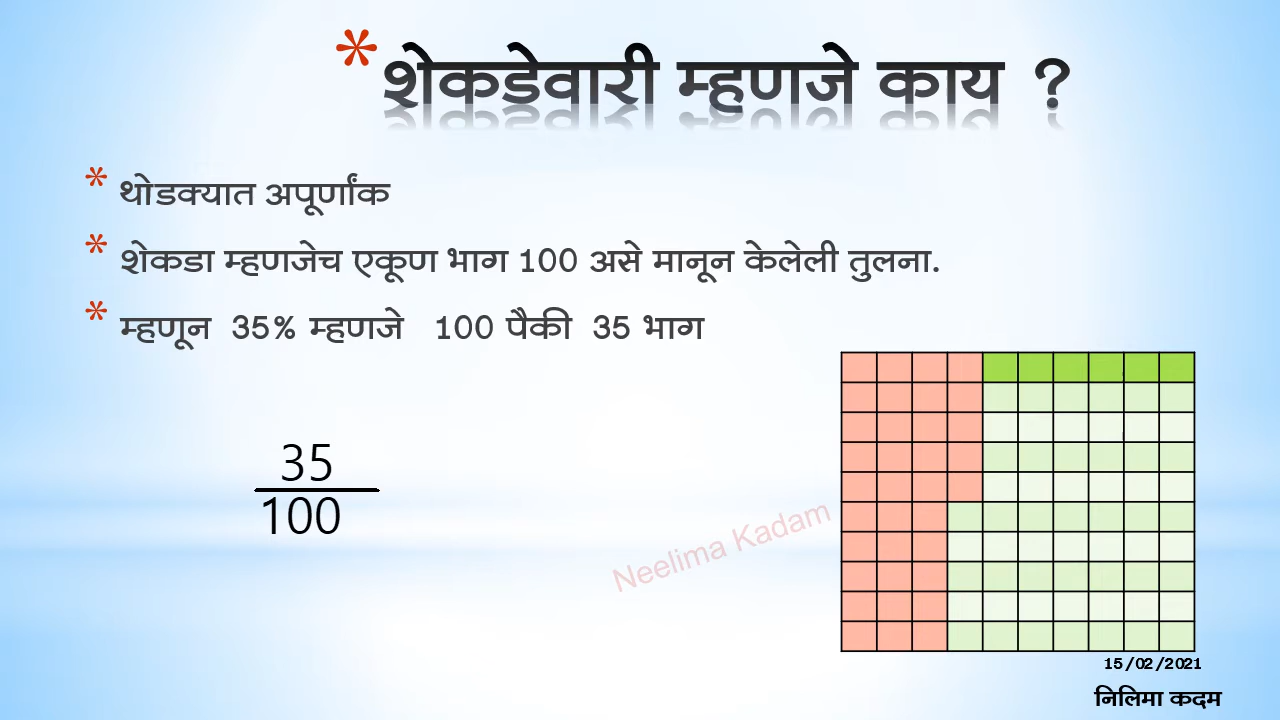 * शेकडेवारी म्हणजे काय ?
* थोडक्यात अपूर्णांक
* शेकडा म्हणजेच एकूण भाग 100 असे मानून केलेली तुलना.
* म्हणून 35% म्हणजे 100 पैकी 35 भाग
35
100
Neelima Kadam
15/02/2021
निलिमा कदम